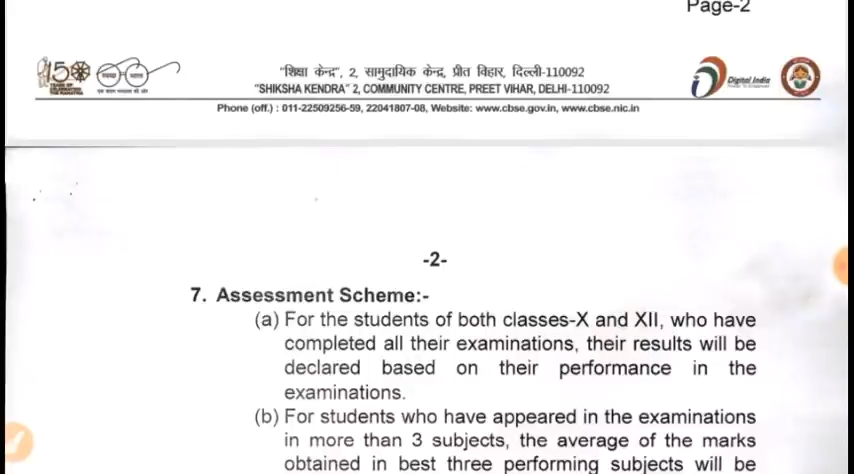 Page-2
"शिक्षा केन्द्र", 2, सामुदायिक केन्द्र, प्रीत विहार, दिल्ली-110092
"SHIKSHA KENDRA" 2, COMMUNITY CENTRE, PREET VIHAR, DELHI-110092
Digital India
Phone (off.) : 011-22509256-59, 22041807-08, Website: www.cbse.gov.in, www.cbse.nic.in
-2-
7. Assessment Scheme:-
(a) For the students of both classes-X and XII, who have
completed all their examinations, their results will be
declared based on their performance in the
examinations.
(b) For students who have appeared in the examinations
in more than 3 subjects, the average of the marks
obtained in best three performing subjects will be